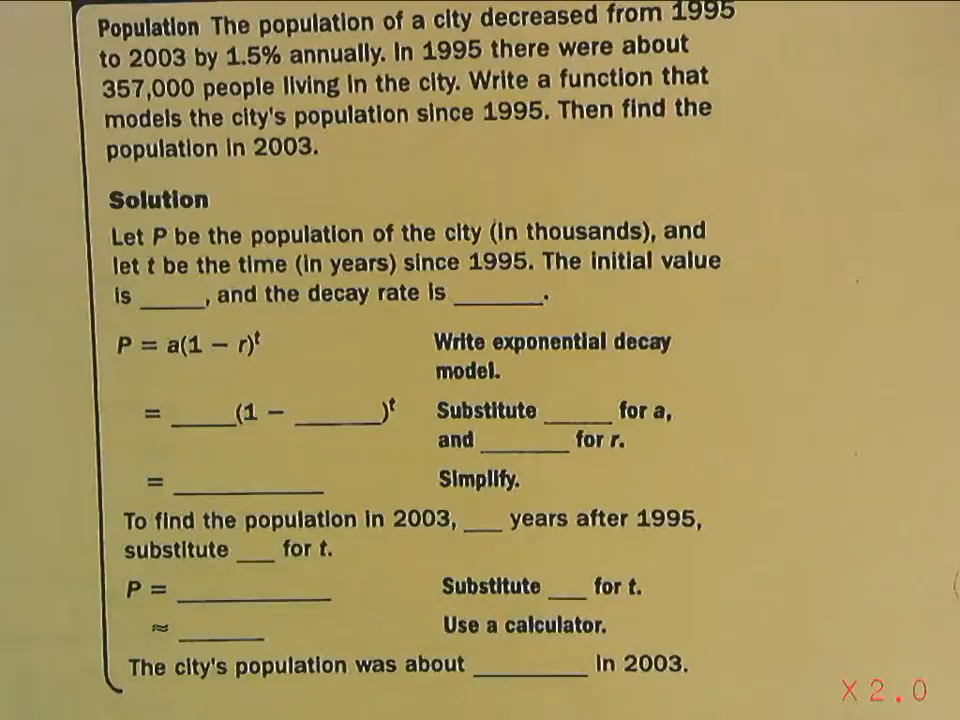 Population The population of a city decreased from 1995
to 2003 by 1.5% annually. In 1995 there were about
357,000 people living in the city. Write a function that
models the city's population since 1995. Then find the
population in 2003.
Solution
Let P be the population of the city (in thousands), and
let t be the time (in years) since 1995. The initial value
is _____, and the decay rate is _______.
P = a(1 − r)^t Write exponential decay
model.
= _____(1 − _______)^t Substitute _____ for a,
and _______ for r.
= ____________ Simplify.
To find the population in 2003, ___ years after 1995,
substitute ___ for t.
P = ____________ Substitute ___ for t.
≈ _______ Use a calculator.
The city's population was about _________ in 2003.
X2.0